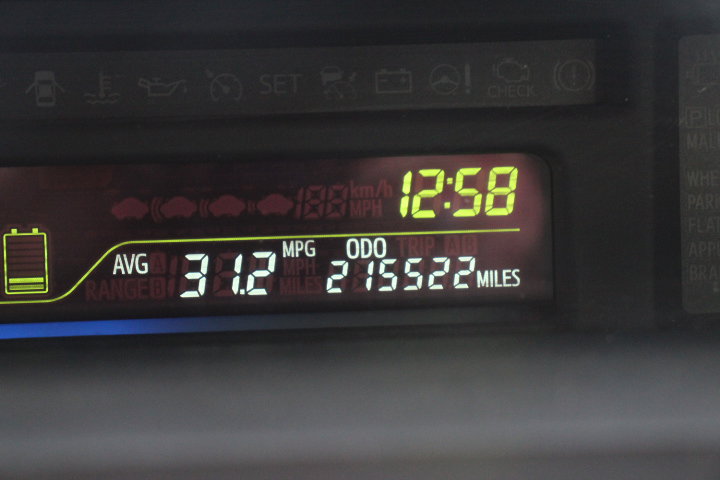 SET
CHECK
km/h
188 MPH
12:58
AVG 31.2 MPG ODO 215522 MILES
TRIP A B
MPH
RANGE MILES